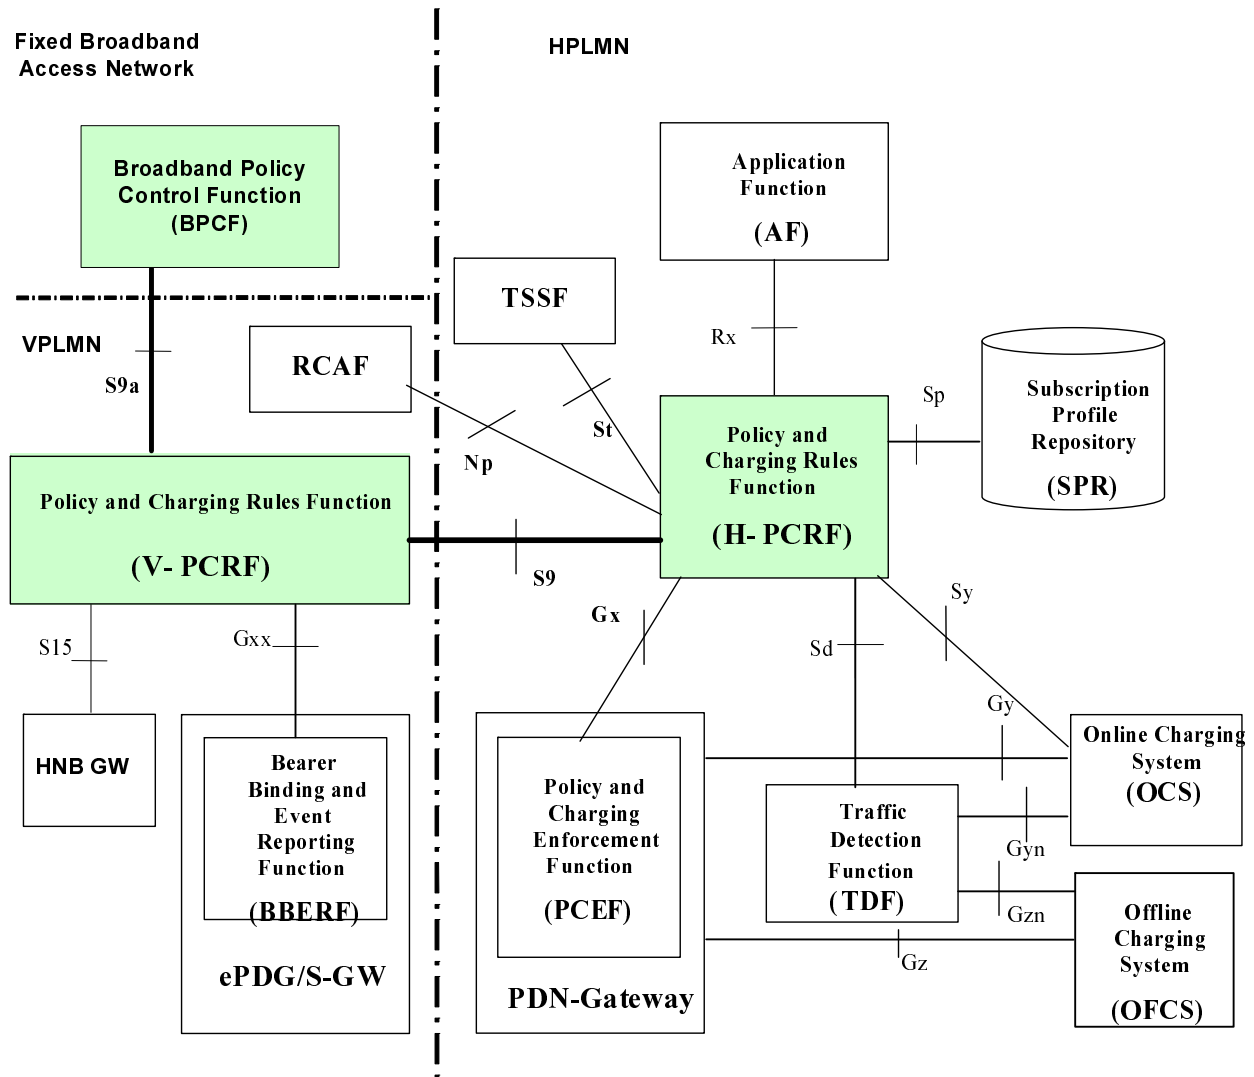 Fixed Broadband
Access Network
HPLMN
Broadband Policy
Control Function
(BPCF)
Application
Function
(AF)
TSSF
VPLMN
RCAF
S9a
Rx
St
Np
Sp
Subscription
Profile
Repository
(SPR)
Policy and Charging Rules Function
(V- PCRF)
Policy and
Charging Rules
Function
(H- PCRF)
S9
S15
Gxx
Gx
Sd
Sy
Gy
HNB GW
Bearer
Binding and
Event
Reporting
Function
(BBERF)
ePDG/S-GW
Policy and
Charging
Enforcement
Function
(PCEF)
PDN-Gateway
Traffic
Detection
Function
(TDF)
Online Charging
System
(OCS)
Gyn
Gzn
Gz
Offline
Charging
System
(OFCS)